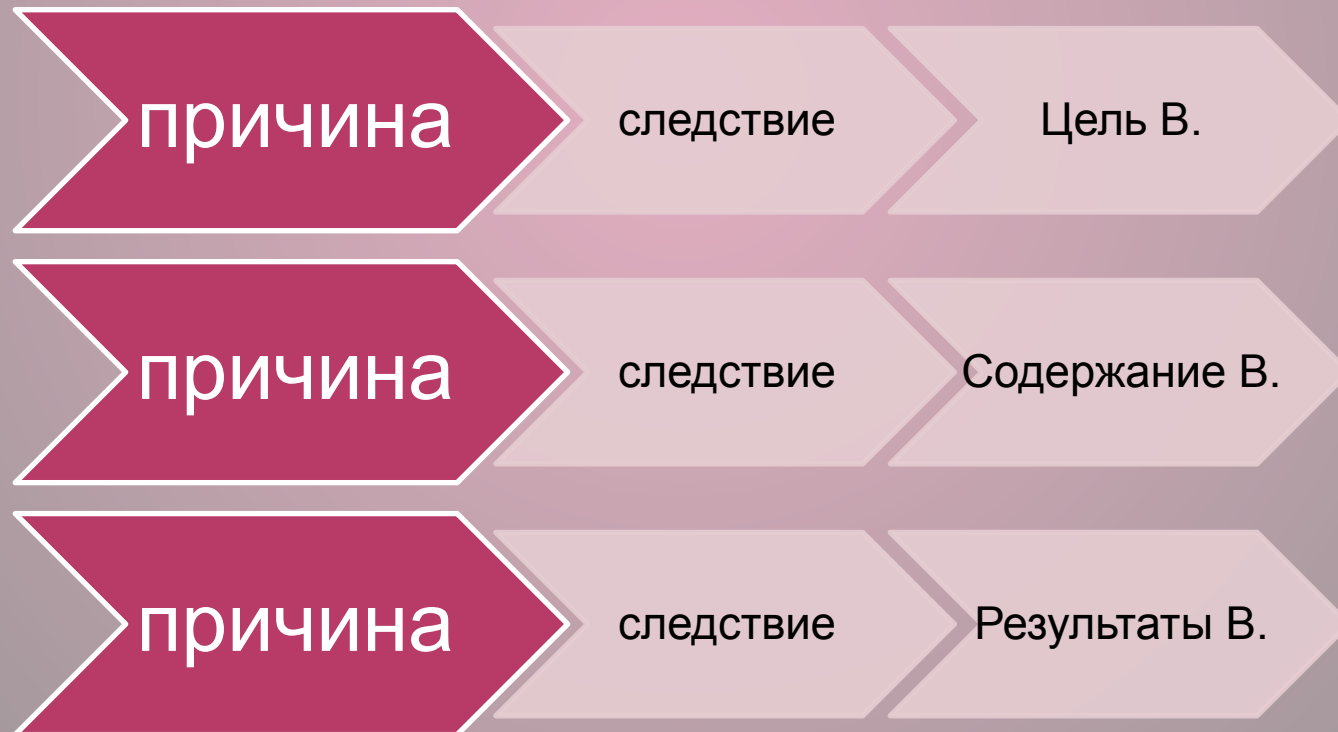 причина следствие Цель В.
причина следствие Содержание В.
причина следствие Результаты В.